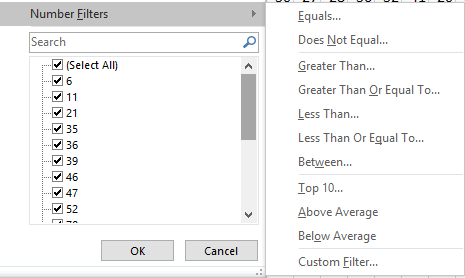 Number Filters
Search
(Select All)
6
11
21
35
36
39
46
47
52
OK
Cancel
Equals...
Does Not Equal...
Greater Than...
Greater Than Or Equal To...
Less Than...
Less Than Or Equal To...
Between...
Top 10...
Above Average
Below Average
Custom Filter...